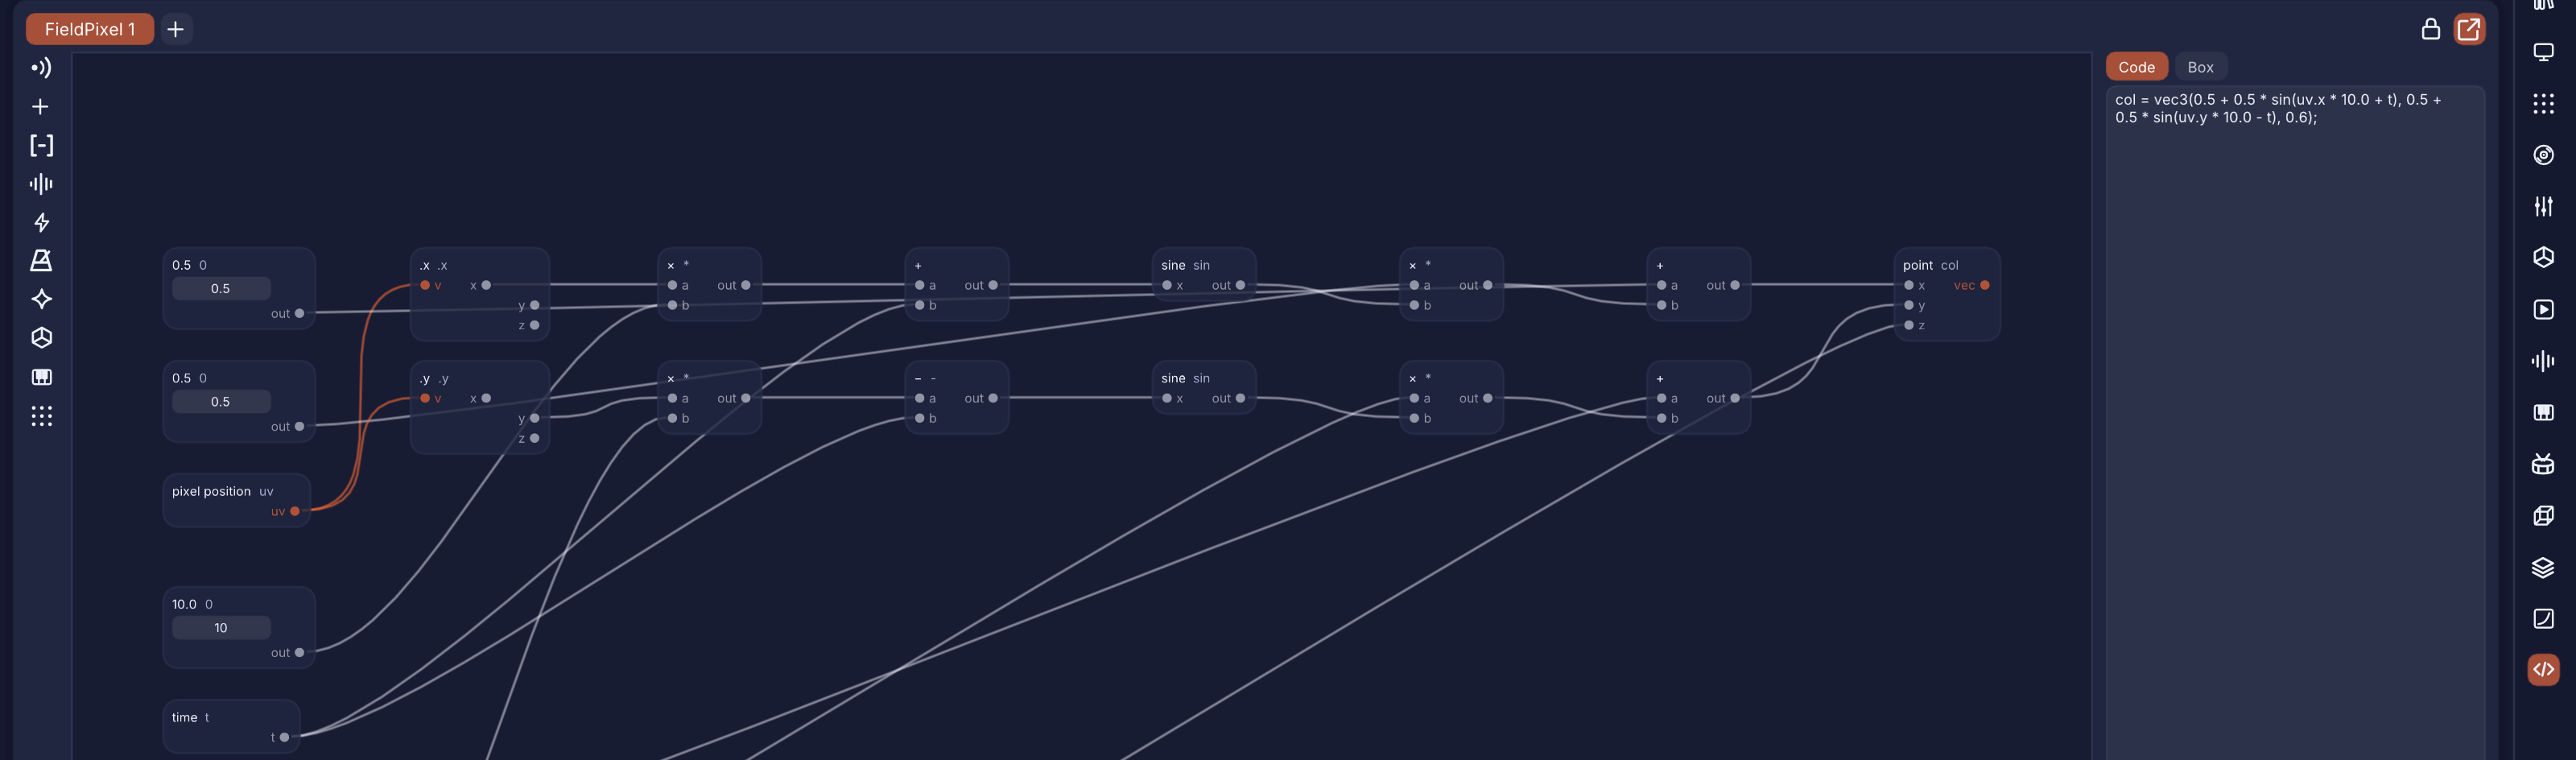 FieldPixel 1
Code Box
col = vec3(0.5 + 0.5 * sin(uv.x * 10.0 + t), 0.5 +
0.5 * sin(uv.y * 10.0 - t), 0.6);
0.5 0
0.5
out
.x .x
v x
y
z
× *
a out
b
+
a out
b
sine sin
x out
× *
a out
b
+
a out
b
point col
x vec
y
z
0.5 0
0.5
out
.y .y
v x
y
z
× *
a out
b
− -
a out
b
sine sin
x out
× *
a out
b
+
a out
b
pixel position uv
uv
10.0 0
10
out
time t
t